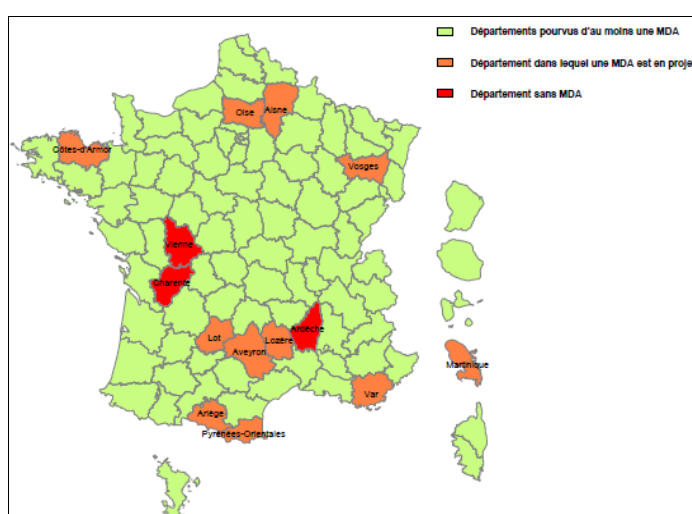 Départements pourvus d'au moins une MDA
Département dans lequel une MDA est en proje
Département sans MDA
Oise
Aisne
Côtes-d'Armor
Vosges
Vienne
Charente
Lot
Lozère
Ardèche
Aveyron
Martinique
Var
Ariège
Pyrénées-Orientales